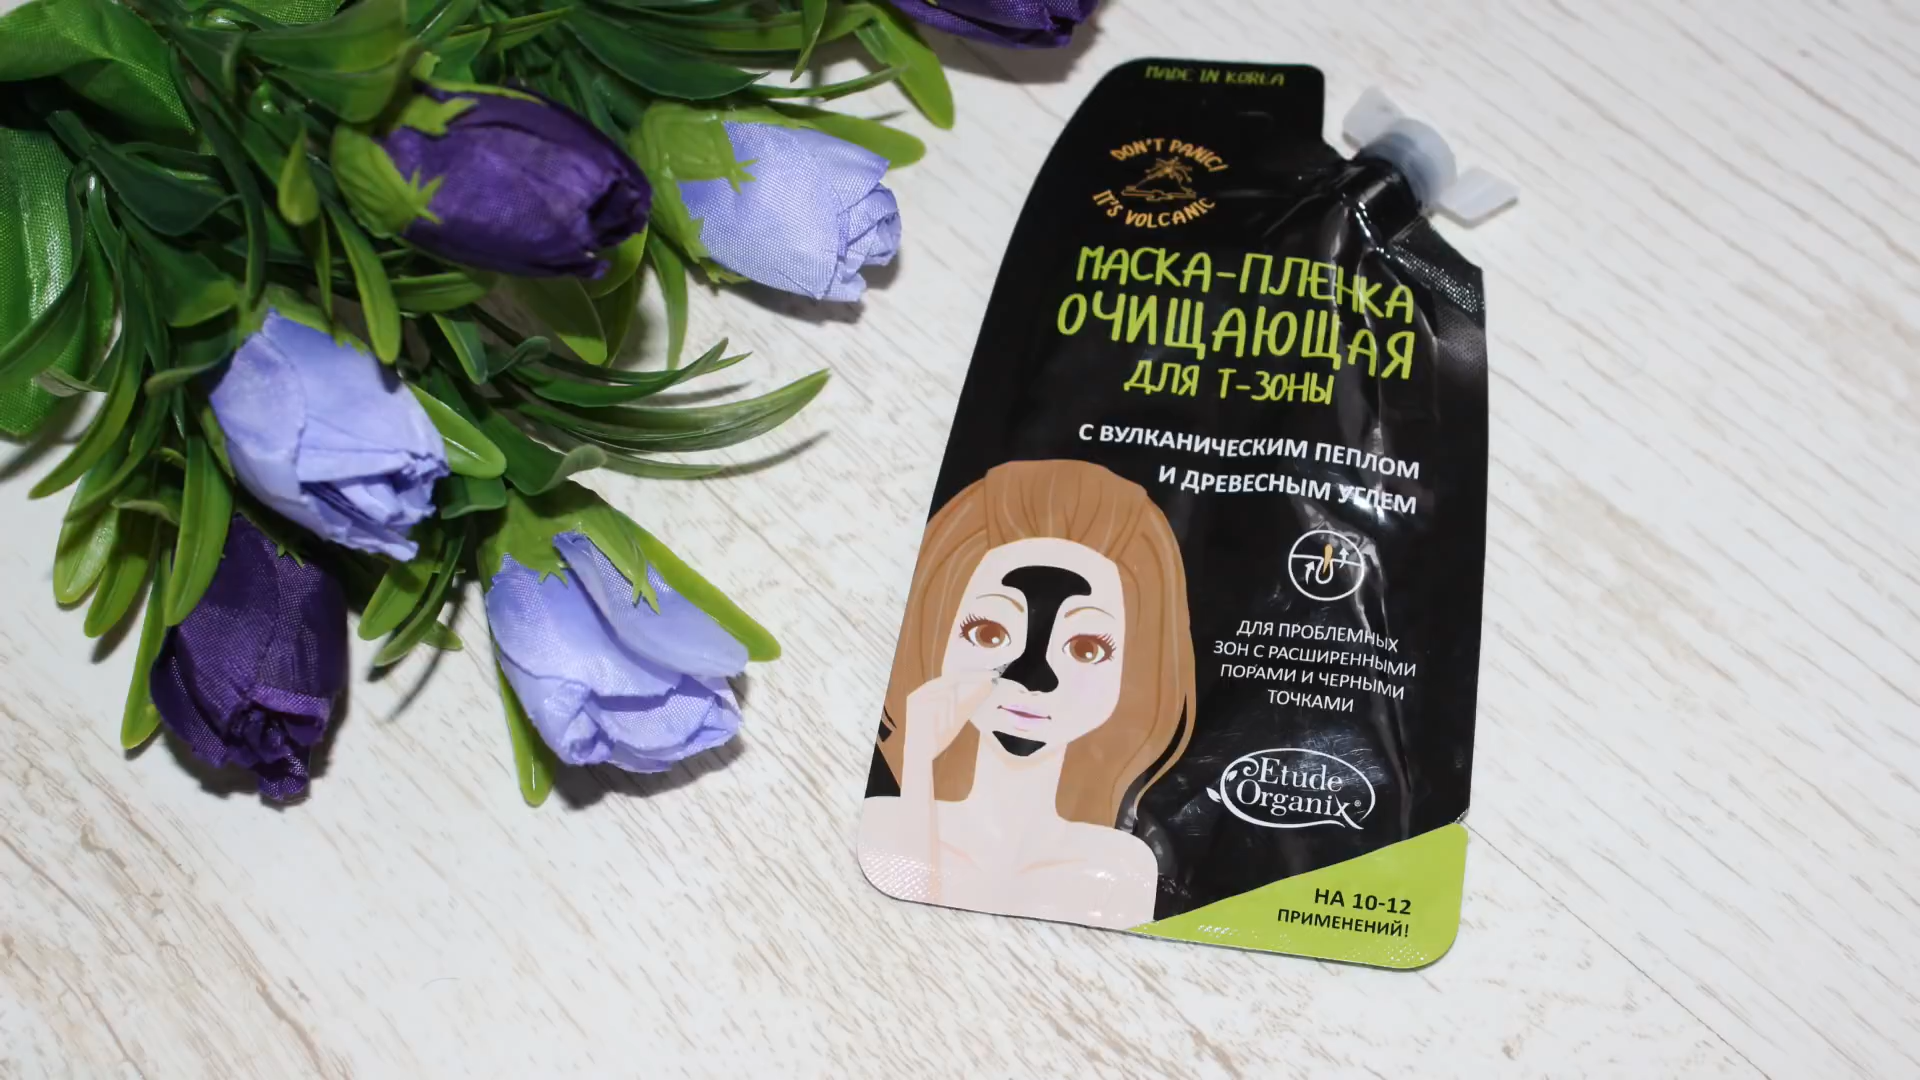 MADE IN KOREA
DON'T PANIC!
IT'S VOLCANIC
МАСКА-ПЛЕНКА
ОЧИЩАЮЩАЯ
ДЛЯ Т-ЗОНЫ
С ВУЛКАНИЧЕСКИМ ПЕПЛОМ
И ДРЕВЕСНЫМ УГЛЕМ
ДЛЯ ПРОБЛЕМНЫХ
ЗОН С РАСШИРЕННЫМИ
ПОРАМИ И ЧЕРНЫМИ
ТОЧКАМИ
Etude
Organix®
НА 10-12
ПРИМЕНЕНИЙ!